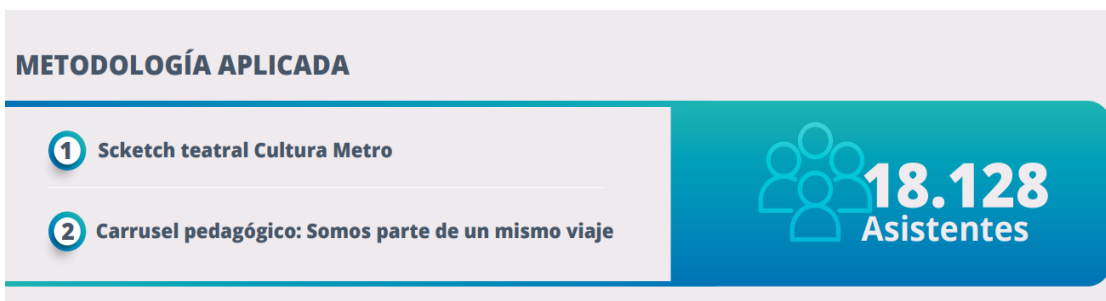 METODOLOGÍA APLICADA
1 Scketch teatral Cultura Metro
2 Carrusel pedagógico: Somos parte de un mismo viaje
18.128
Asistentes